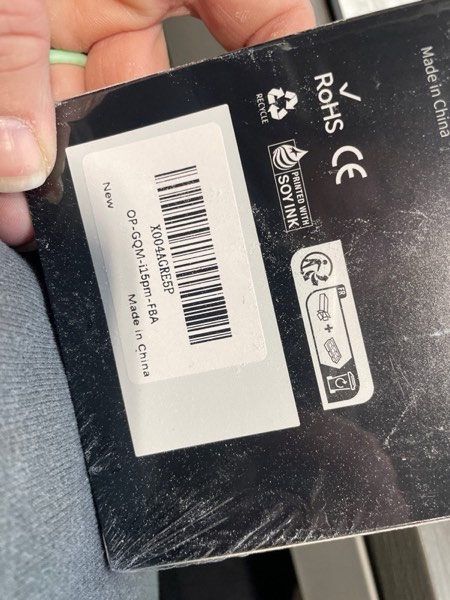 Made in China
RoHS
CE
RECYCLE
PRINTED WITH
SOY INK
FR
+
X004AGRE5P
OP-GQM-i15pm-FBA
New
Made in China